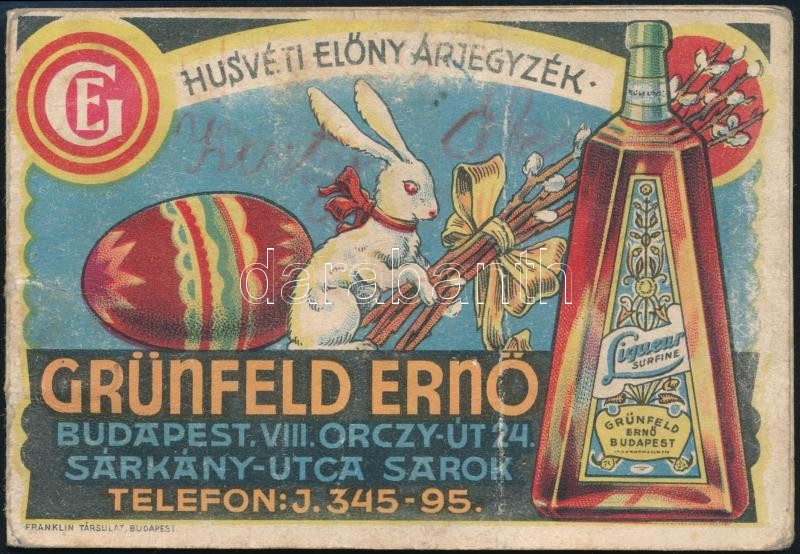 GE
HUSVÉTI ELŐNY ÁRJEGYZÉK.
Liqueur
SURFINE
GRÜNFELD
ERNŐ
BUDAPEST
GRÜNFELD ERNŐ
BUDAPEST, VIII. ORCZY-ÚT 24.
SÁRKÁNY-UTCA SAROK
TELEFON: J. 345-95.
FRANKLIN TÁRSULAT, BUDAPEST.
darabanth